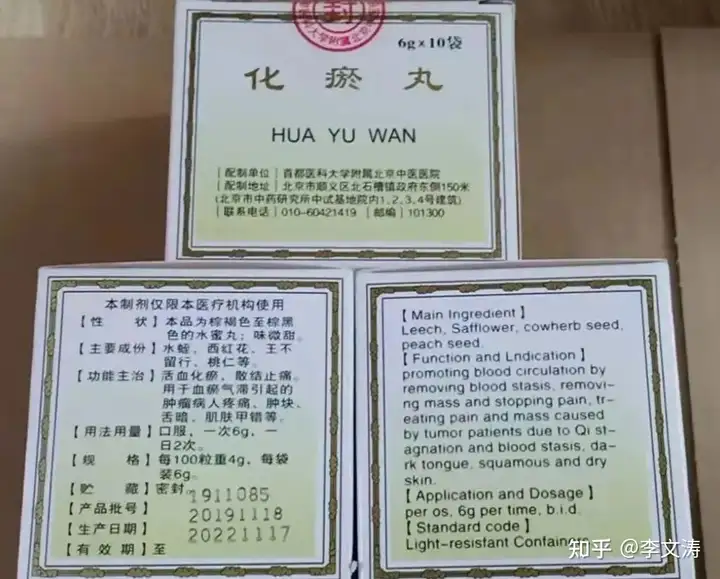 封
大学附属北京中
6g×10袋
化瘀丸
HUA YU WAN
配制单位 首都医科大学附属北京中医医院
配制地址 北京市顺义区北石槽镇政府东侧150米
(北京市中药研究所中试基地院内1,2,3,4号建筑)
联系电话 010-60421419 邮编 101300
本制剂仅限本医疗机构使用
【性 状】本品为棕褐色至棕黑
色的水蜜丸;味微甜。
【主要成份】水蛭、西红花、王不
留行、桃仁等。
【功能主治】活血化瘀、散结止痛。
用于血瘀气滞引起的
肿瘤病人疼痛、肿块、
舌暗、肌肤甲错等。
【用法用量】口服,一次6g,一
日2次。
【规 格】每100粒重4g,每袋
装6g。
【贮 藏】密封。
【产品批号】1911085
【生产日期】20191118
【有效期】至 20221117
【Main Ingredient】
Leech, Safflower, cowherb seed,
peach seed.
【Function and Lndication】
promoting blood circulation by
removing blood stasis, removi-
ng mass and stopping pain, tr-
eating pain and mass caused
by tumor patients due to Qi st-
agnation and blood stasis, da-
rk tongue, squamous and dry
skin.
【Application and Dosage】
per os, 6g per time, b.i.d.
【Standard code】
Light-resistant Contain
知乎 @李文涛